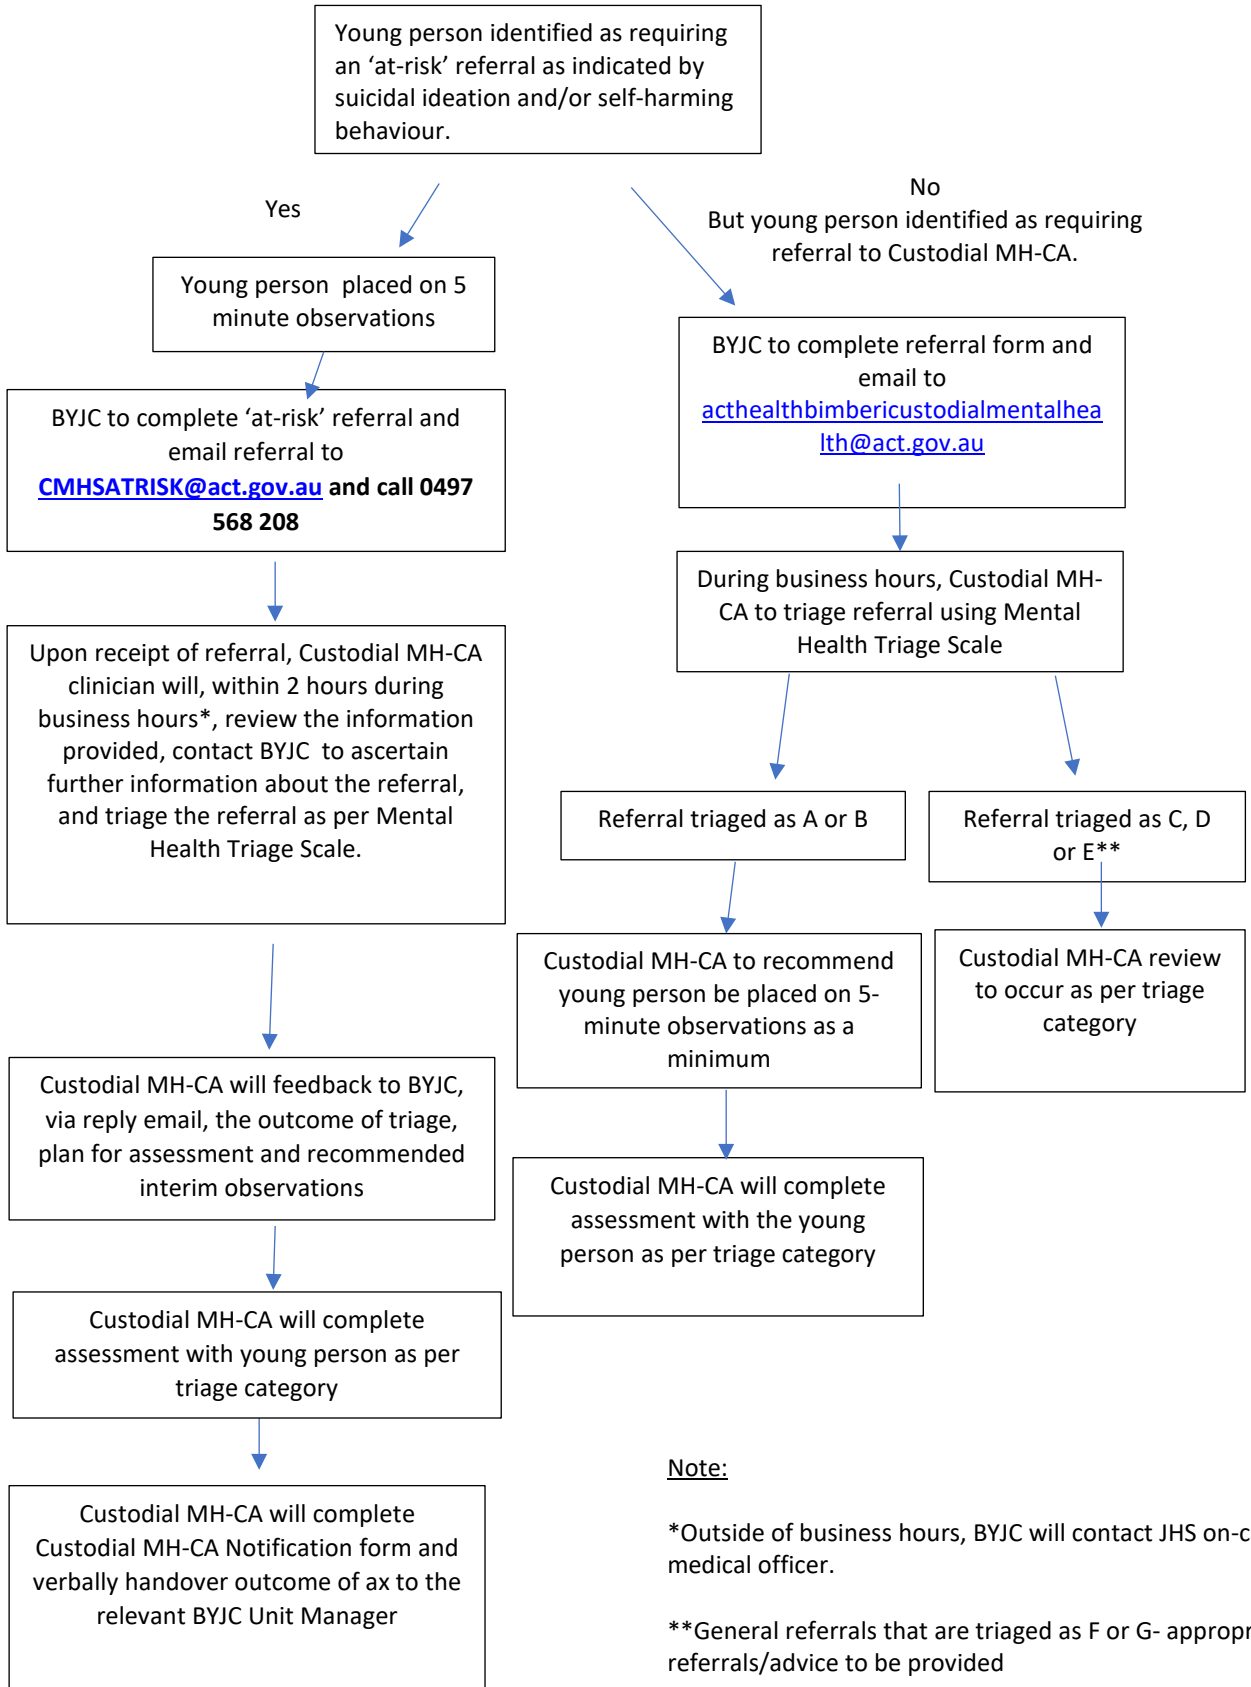 Young person identified as requiring
an ‘at-risk’ referral as indicated by
suicidal ideation and/or self-harming
behaviour.
Yes
No
But young person identified as requiring
referral to Custodial MH-CA.
Young person  placed on 5
minute observations
BYJC to complete ‘at-risk’ referral and
email referral to
CMHSATRISK@act.gov.au and call 0497
568 208
Upon receipt of referral, Custodial MH-CA
clinician will, within 2 hours during
business hours*, review the information
provided, contact BYJC  to ascertain
further information about the referral,
and triage the referral as per Mental
Health Triage Scale.
Custodial MH-CA will feedback to BYJC,
via reply email, the outcome of triage,
plan for assessment and recommended
interim observations
Custodial MH-CA will complete
assessment with young person as per
triage category
Custodial MH-CA will complete
Custodial MH-CA Notification form and
verbally handover outcome of ax to the
relevant BYJC Unit Manager
BYJC to complete referral form and
email to
acthealthbimbericustodialmentalhea
lth@act.gov.au
During business hours, Custodial MH-
CA to triage referral using Mental
Health Triage Scale
Referral triaged as A or B
Custodial MH-CA to recommend
young person be placed on 5-
minute observations as a
minimum
Custodial MH-CA will complete
assessment with the young
person as per triage category
Referral triaged as C, D
or E**
Custodial MH-CA review
to occur as per triage
category
Note:
*Outside of business hours, BYJC will contact JHS
medical officer.
**General referrals that are triaged as F or G-
referrals/advice to be provided